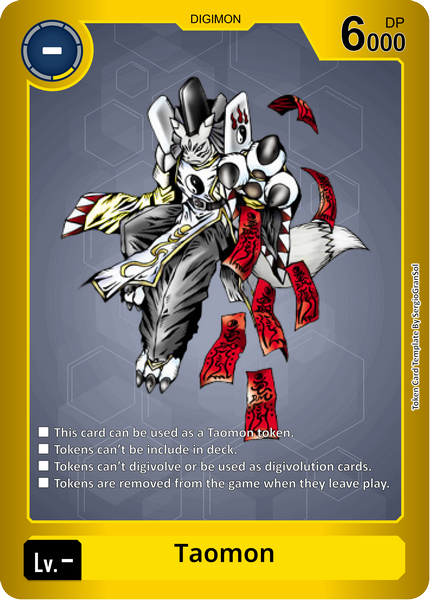 DIGIMON
-
DP
6000
Token Card Template By SergioGranSol
This card can be used as a Taomon token.
Tokens can't be include in deck.
Tokens can't digivolve or be used as digivolution cards.
Tokens are removed from the game when they leave play.
Lv.-
Taomon